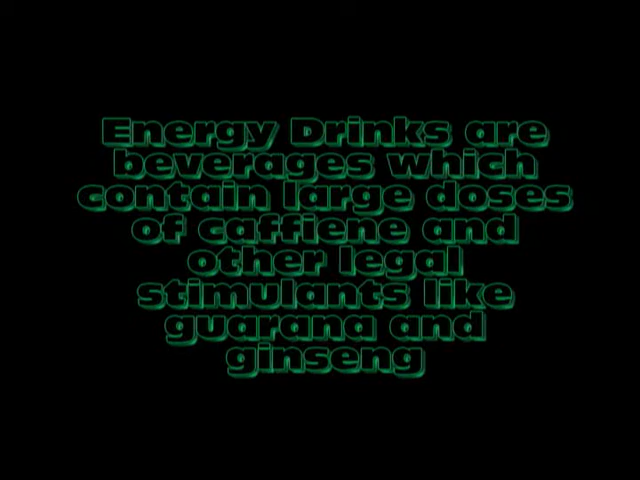 Energy Drinks are
beverages which
contain large doses
of caffiene and
other legal
stimulants like
guarana and
ginseng